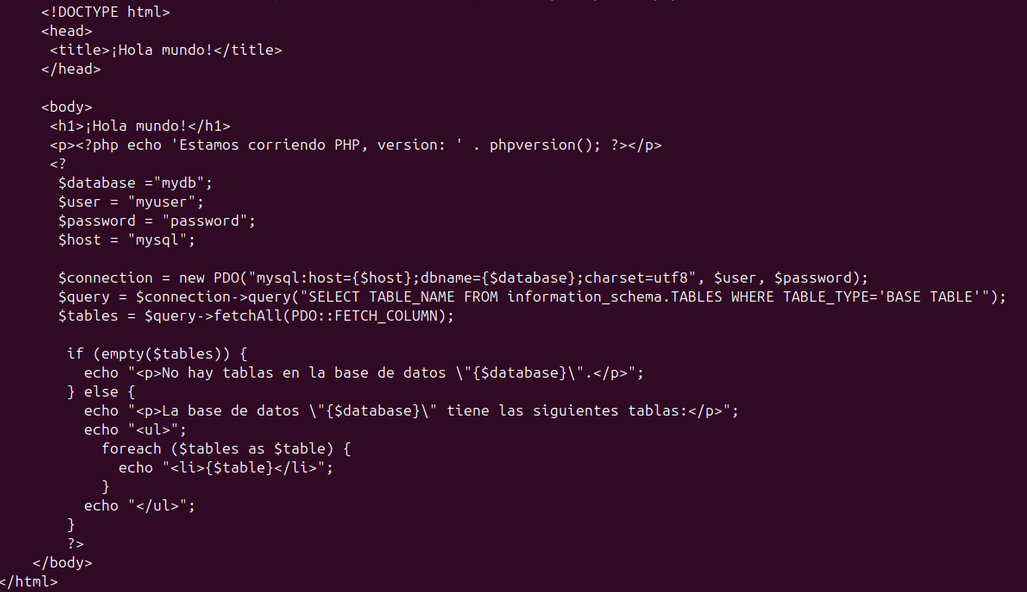 <!DOCTYPE html>
<head>
<title>¡Hola mundo!</title>
</head>
<body>
<h1>¡Hola mundo!</h1>
<p><?php echo 'Estamos corriendo PHP, version: ' . phpversion(); ?></p>
<?
$database ="mydb";
$user = "myuser";
$password = "password";
$host = "mysql";
$connection = new PDO("mysql:host={$host};dbname={$database};charset=utf8", $user, $password);
$query = $connection->query("SELECT TABLE_NAME FROM information_schema.TABLES WHERE TABLE_TYPE='BASE TABLE'");
$tables = $query->fetchAll(PDO::FETCH_COLUMN);
if (empty($tables)) {
echo "<p>No hay tablas en la base de datos \"{$database}\".</p>";
} else {
echo "<p>La base de datos \"{$database}\" tiene las siguientes tablas:</p>";
echo "<ul>";
foreach ($tables as $table) {
echo "<li>{$table}</li>";
}
echo "</ul>";
}
?>
</body>
</html>